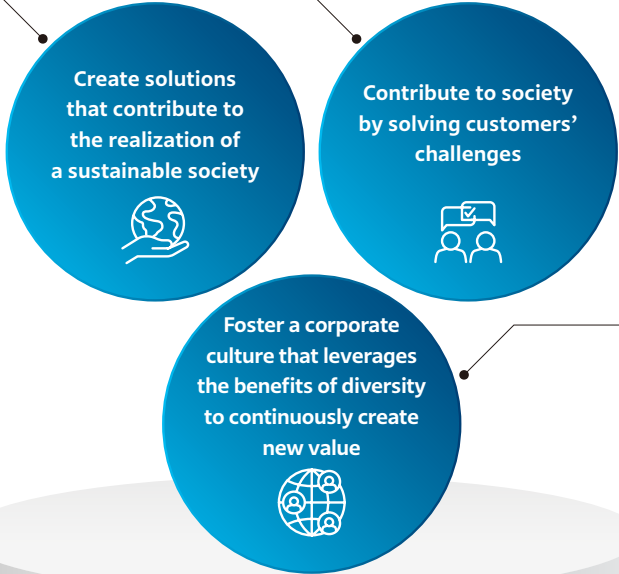 Create solutions
that contribute to
the realization of
a sustainable society
Contribute to society
by solving customers’
challenges
Foster a corporate
culture that leverages
the benefits of diversity
to continuously create
new value